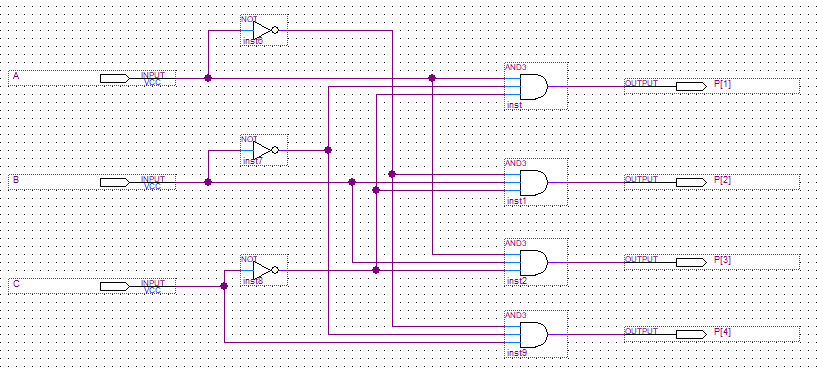 NOT
inst6
A
INPUT
VCC
AND3
inst
OUTPUT
P[1]
NOT
inst7
B
INPUT
VCC
AND3
inst1
OUTPUT
P[2]
NOT
inst8
C
INPUT
VCC
AND3
inst2
OUTPUT
P[3]
AND3
inst9
OUTPUT
P[4]